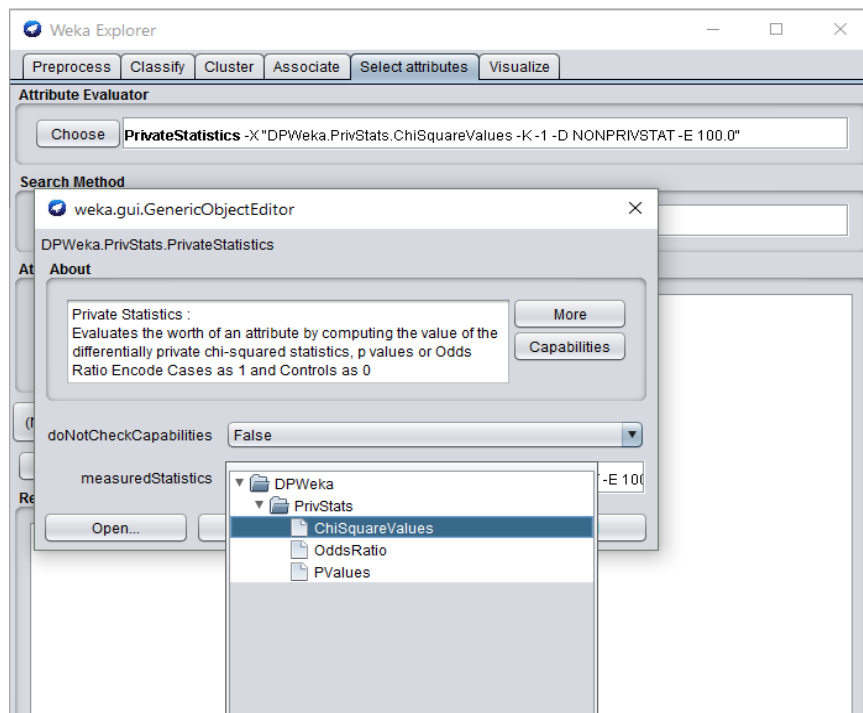 Weka Explorer
Preprocess Classify Cluster Associate Select attributes Visualize
Attribute Evaluator
Choose PrivateStatistics -X "DPWeka.PrivStats.ChiSquareValues -K -1 -D NONPRIVSTAT -E 100.0"
Search Method
weka.gui.GenericObjectEditor
DPWeka.PrivStats.PrivateStatistics
At About
Private Statistics :
Evaluates the worth of an attribute by computing the value of the
differentially private chi-squared statistics, p values or Odds
Ratio Encode Cases as 1 and Controls as 0
More
Capabilities
doNotCheckCapabilities False
measuredStatistics
-E 100
DPWeka
PrivStats
ChiSquareValues
OddsRatio
PValues
Re
Open...